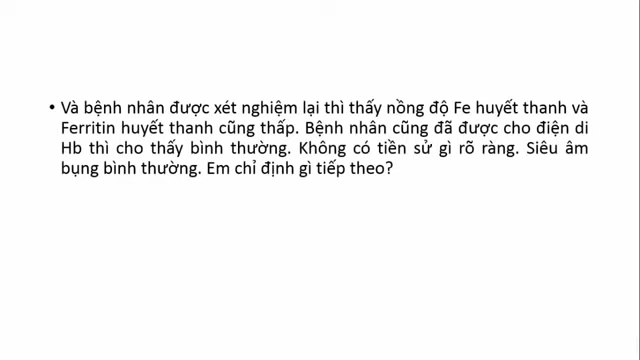 • Và bệnh nhân được xét nghiệm lại thì thấy nồng độ Fe huyết thanh và
Ferritin huyết thanh cũng thấp. Bệnh nhân cũng đã được cho điện di
Hb thì cho thấy bình thường. Không có tiền sử gì rõ ràng. Siêu âm
bụng bình thường. Em chỉ định gì tiếp theo?